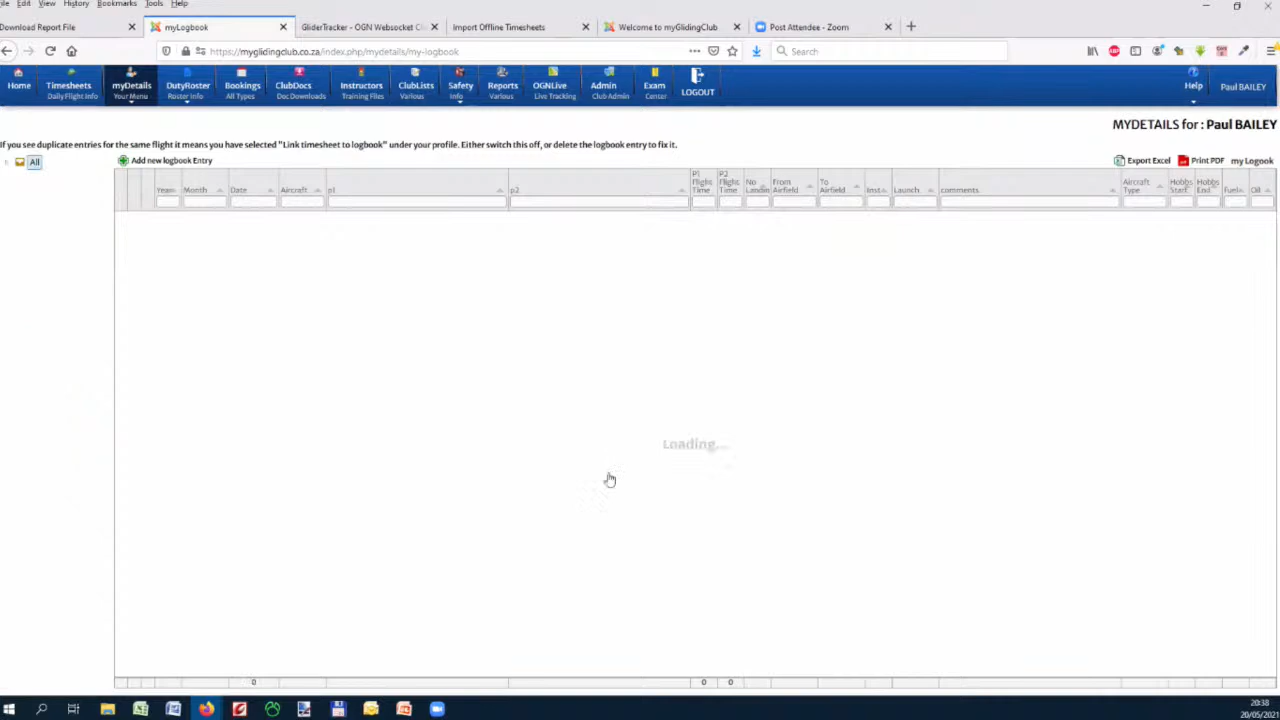 File Edit View History Bookmarks Tools Help
Download Report File myLogbook GliderTracker - OGN Websocket Cl Import Offline Timesheets Welcome to myGlidingClub Post Attendee - Zoom
https://myglidingclub.co.za/index.php/mydetails/my-logbook Search
Home Timesheets myDetails DutyRoster Bookings ClubDocs Instructors ClubLists Safety Reports OGNLive Admin Exam LOGOUT Help Paul BAILEY
Daily Flight Info Your Menu Roster Info All Types Doc Downloads Training Files Various Info Various Live Tracking Club Admin Center
MYDETAILS for : Paul BAILEY
If you see duplicate entries for the same flight it means you have selected "Link timesheet to logbook" under your profile. Either switch this off, or delete the logbook entry to fix it.
All Add new logbook Entry Export Excel Print PDF my Logook
Year Month Date Aircraft p1 p2 P1 Flight Time P2 Flight Time No Landin From Airfield To Airfield Inst Launch comments Aircraft Type Hobbs Start Hobbs End Fuel Oil
Loading...
0 0 0
20:38
20/05/2021